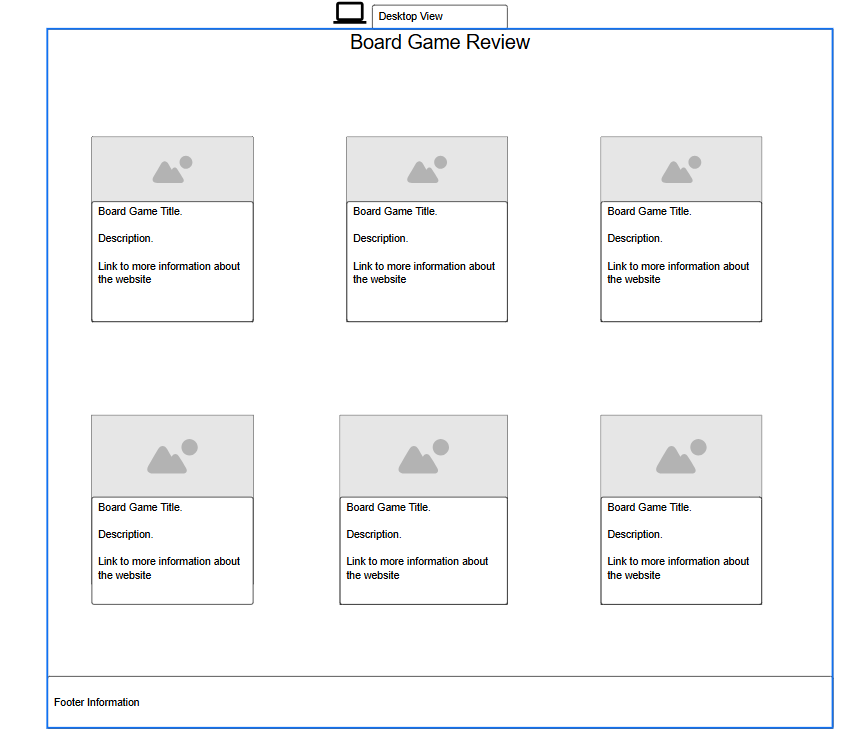 Desktop View
Board Game Review
Board Game Title.
Description.
Link to more information about
the website
Board Game Title.
Description.
Link to more information about
the website
Board Game Title.
Description.
Link to more information about
the website
Board Game Title.
Description.
Link to more information about
the website
Board Game Title.
Description.
Link to more information about
the website
Board Game Title.
Description.
Link to more information about
the website
Footer Information